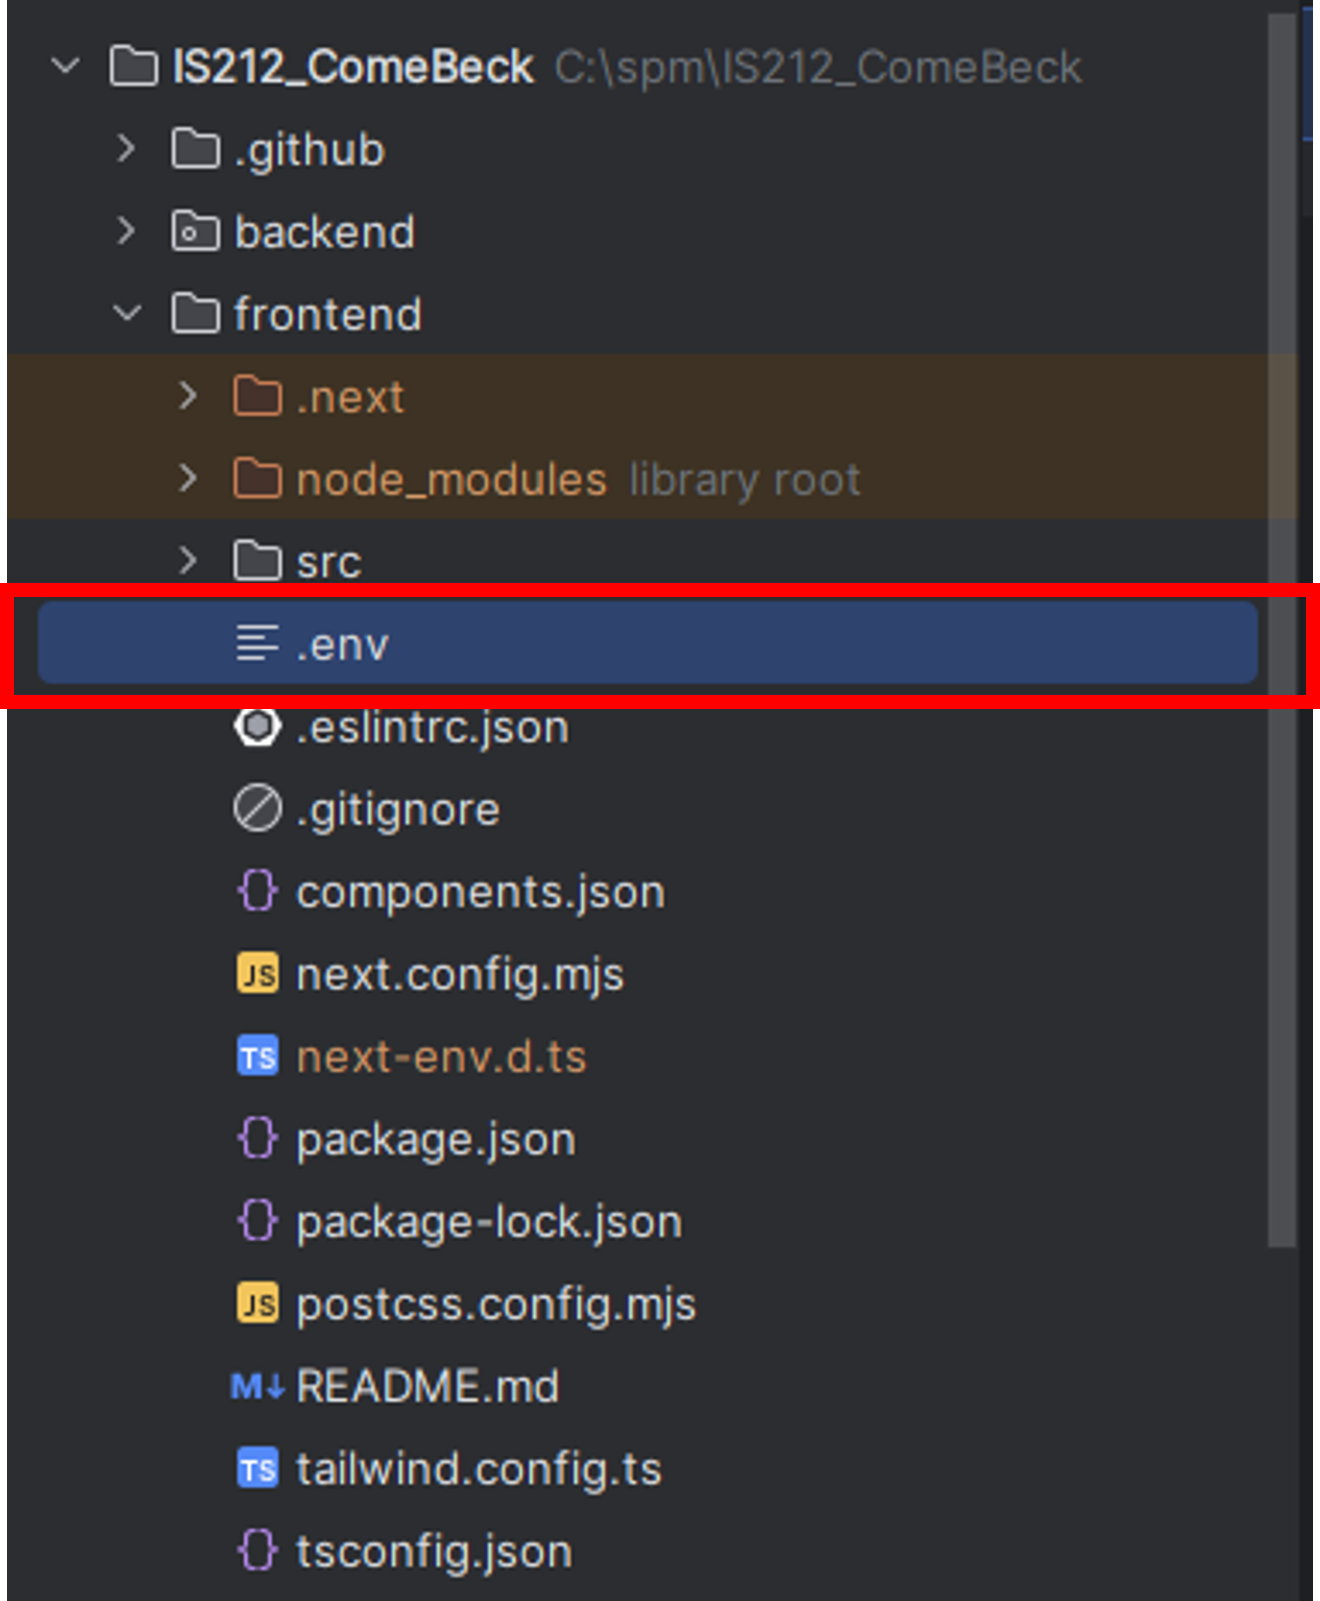 IS212_ComeBeck C:\spm\IS212_ComeBeck
.github
backend
frontend
.next
node_modules library root
src
.env
.eslintrc.json
.gitignore
components.json
JS next.config.mjs
TS next-env.d.ts
package.json
package-lock.json
JS postcss.config.mjs
M↓ README.md
TS tailwind.config.ts
tsconfig.json